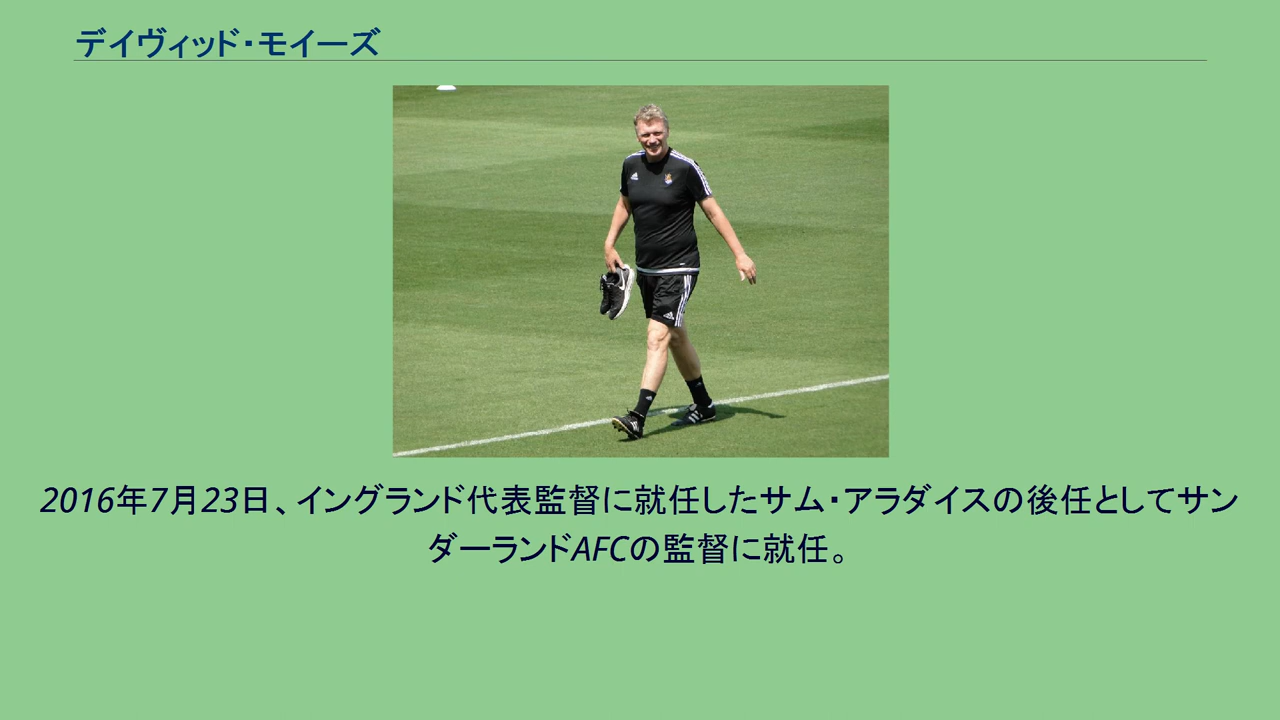 デイヴィッド・モイーズ
2016年7月23日、イングランド代表監督に就任したサム・アラダイスの後任としてサン
ダーランドAFCの監督に就任。